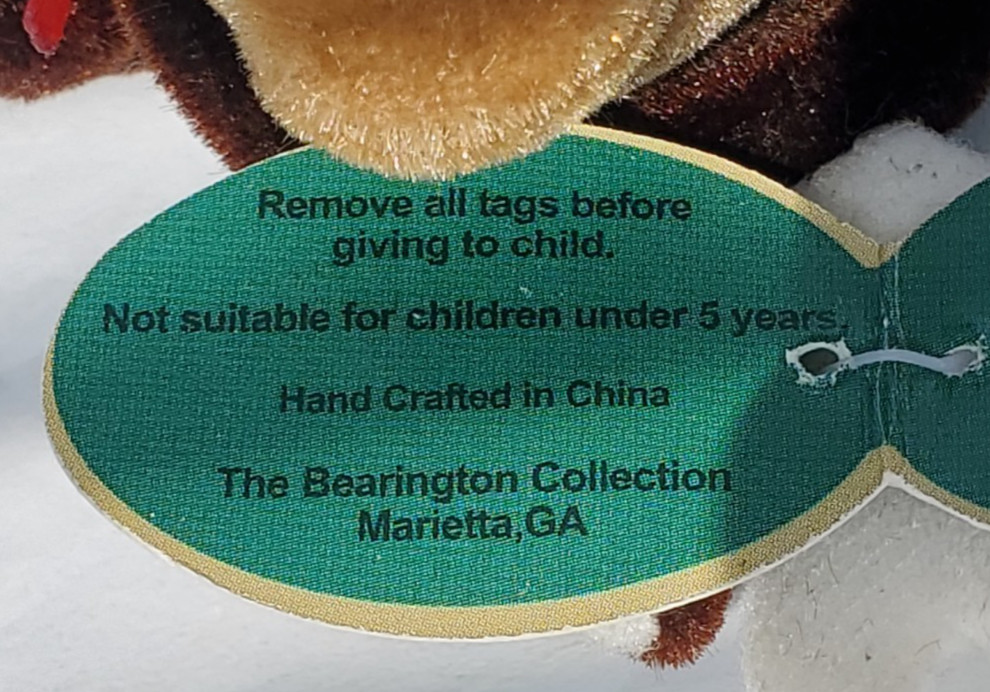 Remove all tags before
giving to child.
Not suitable for children under 5 years.
Hand Crafted in China
The Bearington Collection
Marietta,GA